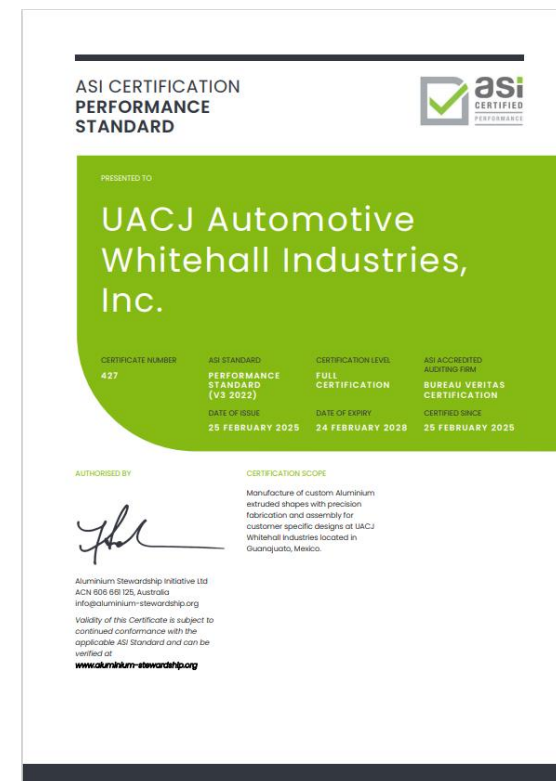 ASI CERTIFICATION
PERFORMANCE
STANDARD
asi
CERTIFIED
PERFORMANCE
PRESENTED TO
UACJ Automotive
Whitehall Industries,
Inc.
CERTIFICATE NUMBER
427
ASI STANDARD
PERFORMANCE
STANDARD
(V3 2022)
CERTIFICATION LEVEL
FULL
CERTIFICATION
ASI ACCREDITED
AUDITING FIRM
BUREAU VERITAS
CERTIFICATION
DATE OF ISSUE
25 FEBRUARY 2025
DATE OF EXPIRY
24 FEBRUARY 2028
CERTIFIED SINCE
25 FEBRUARY 2025
AUTHORISED BY
Aluminium Stewardship Initiative Ltd
ACN 606 661 125, Australia
info@aluminium-stewardship.org
Validity of this Certificate is subject to
continued conformance with the
applicable ASI Standard and can be
verified at
www.aluminium-stewardship.org
CERTIFICATION SCOPE
Manufacture of custom Aluminium
extruded shapes with precision
fabrication and assembly for
customer specific designs at UACJ
Whitehall Industries located in
Guanajuato, Mexico.